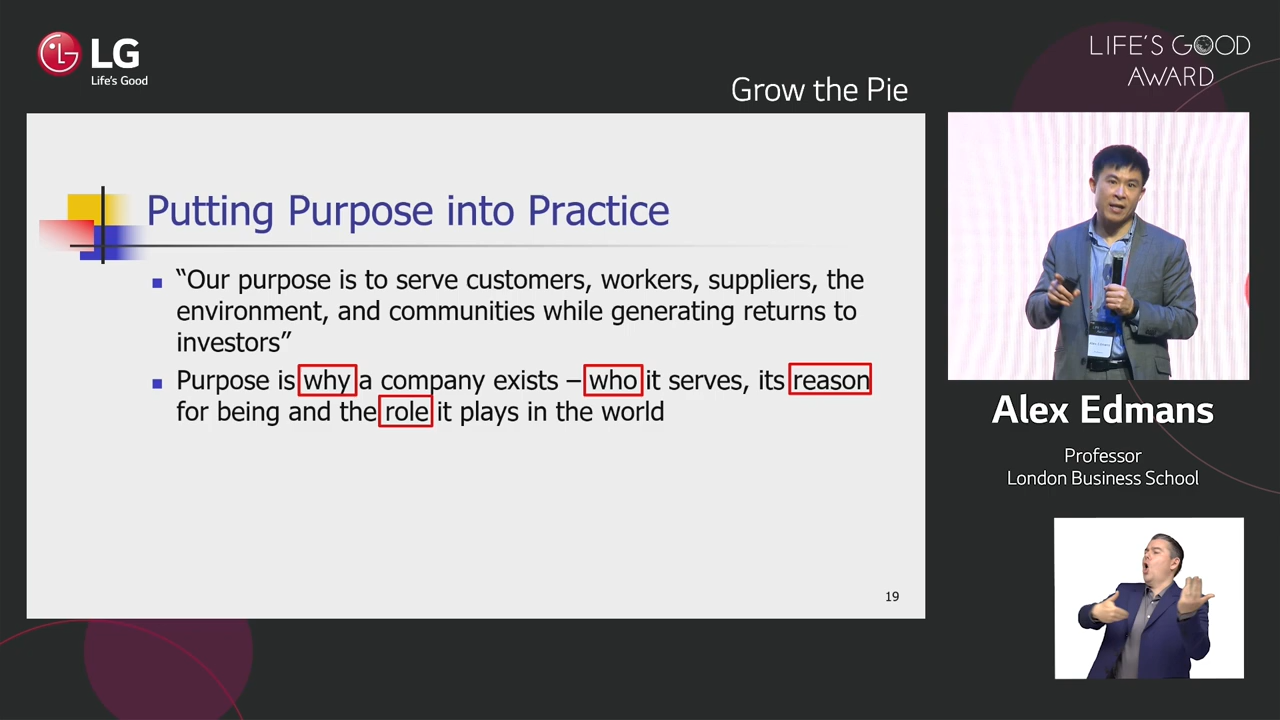 LG
Life's Good
LIFE'S GOOD
AWARD
Grow the Pie
Putting Purpose into Practice
“Our purpose is to serve customers, workers, suppliers, the
environment, and communities while generating returns to
investors”
Purpose is why a company exists – who it serves, its reason
for being and the role it plays in the world
19
Alex Edmans
Professor
London Business School